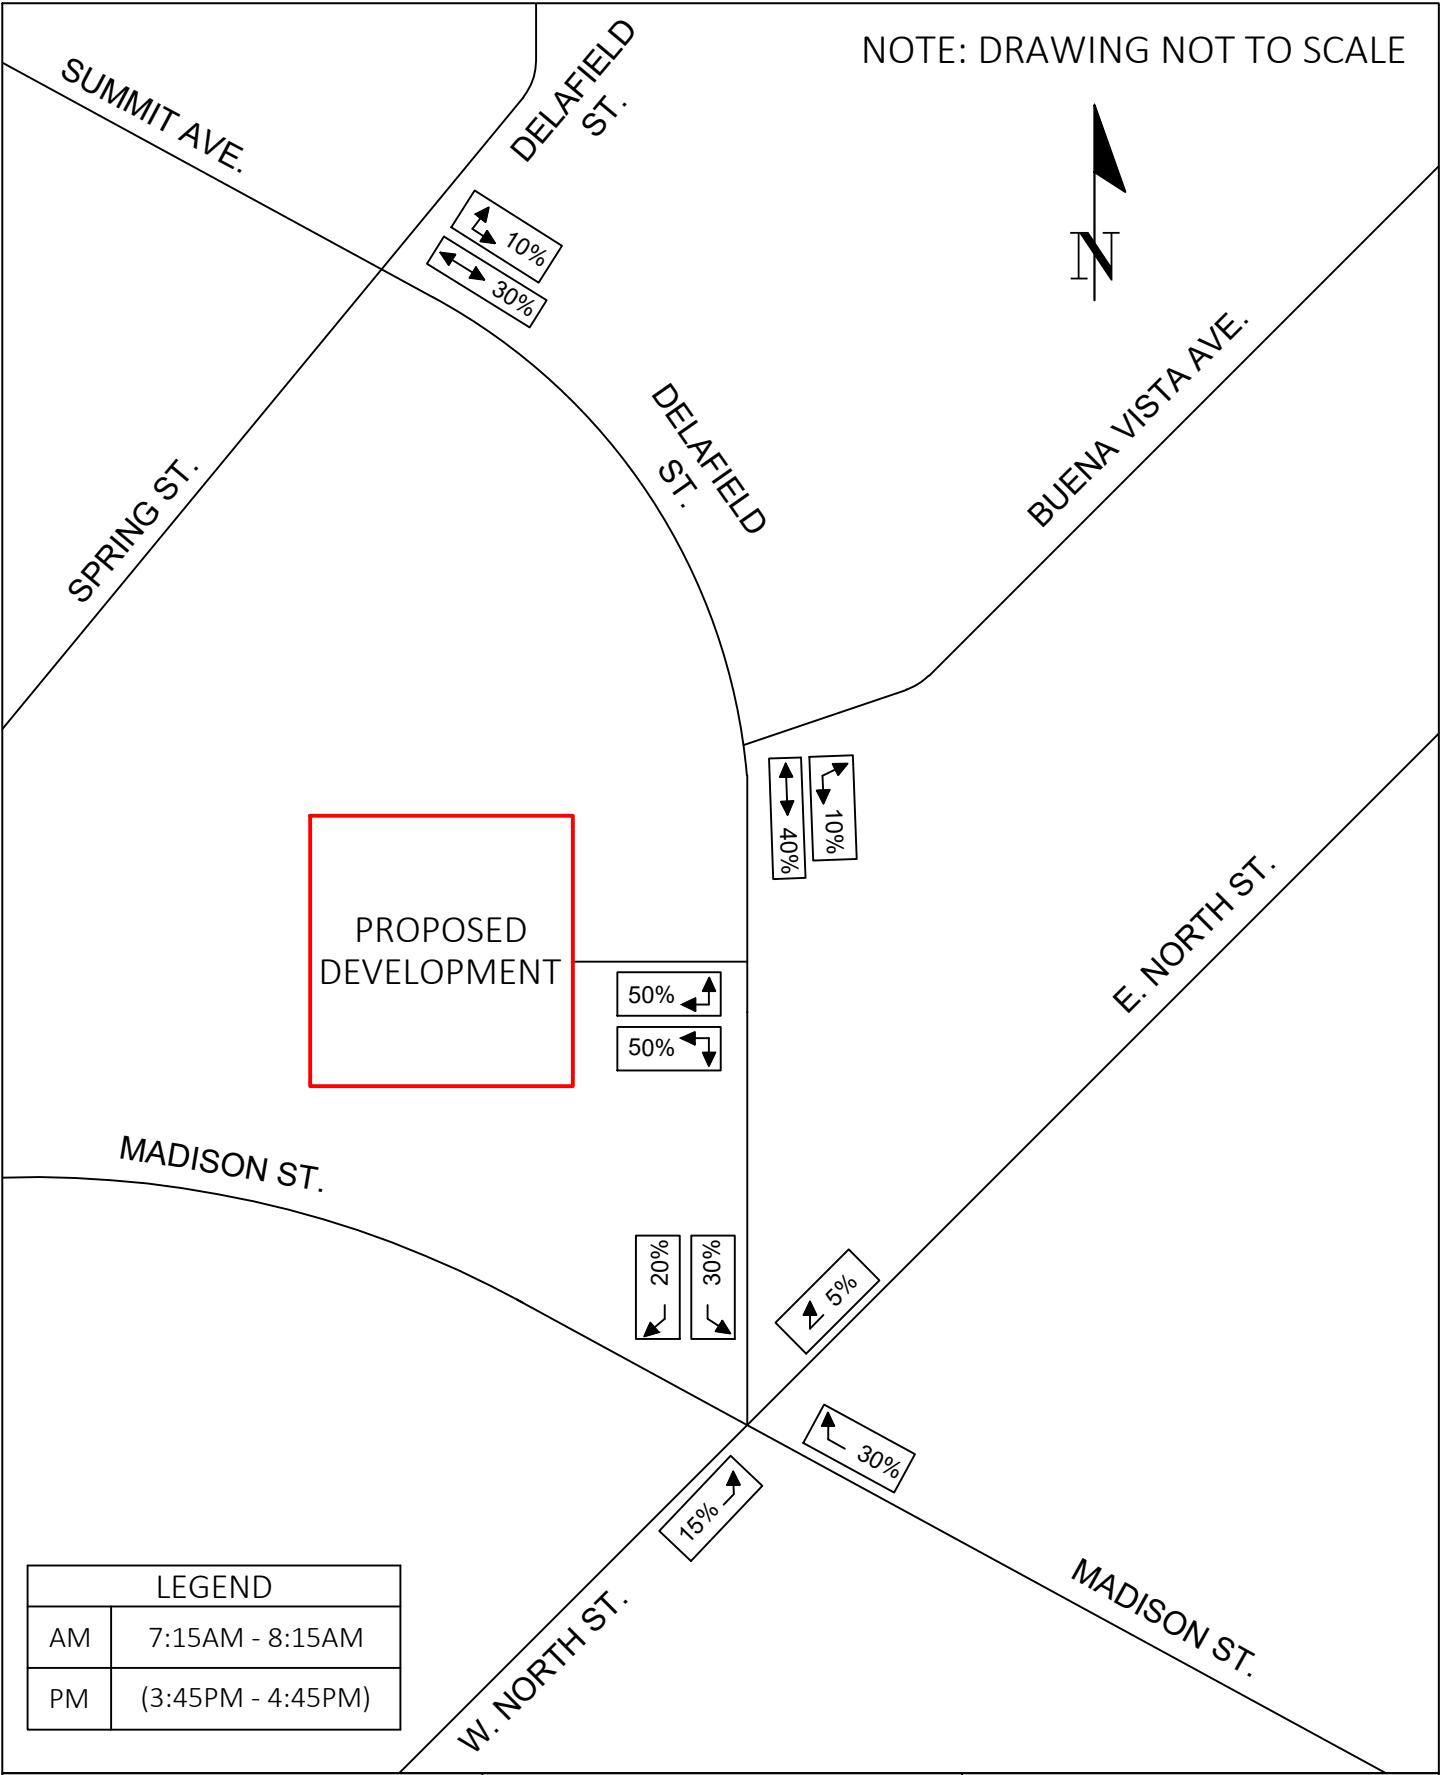 NOTE: DRAWING NOT TO SCALE
SUMMIT AVE.
DELAFIELD
ST.
10%
30%
N
DELAFIELD
ST.
BUENA VISTA AVE.
SPRING ST.
40%
10%
PROPOSED
DEVELOPMENT
50%
50%
E. NORTH ST.
MADISON ST.
20%
30%
5%
30%
15%
W. NORTH ST.
MADISON ST.
LEGEND
AM 7:15AM - 8:15AM
PM (3:45PM - 4:45PM)